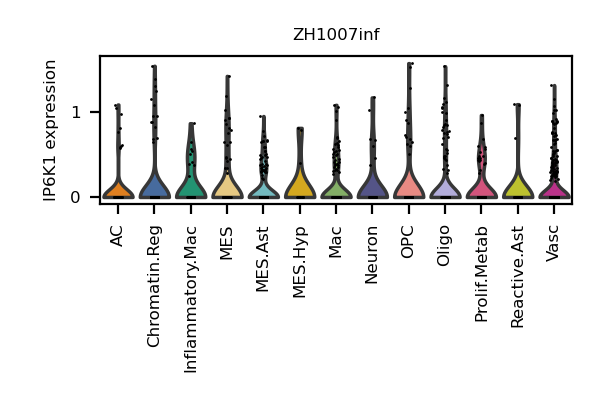 ZH1007inf
IP6K1 expression
1
0
AC
Chromatin.Reg
Inflammatory.Mac
MES
MES.Ast
MES.Hyp
Mac
Neuron
OPC
Oligo
Prolif.Metab
Reactive.Ast
Vasc